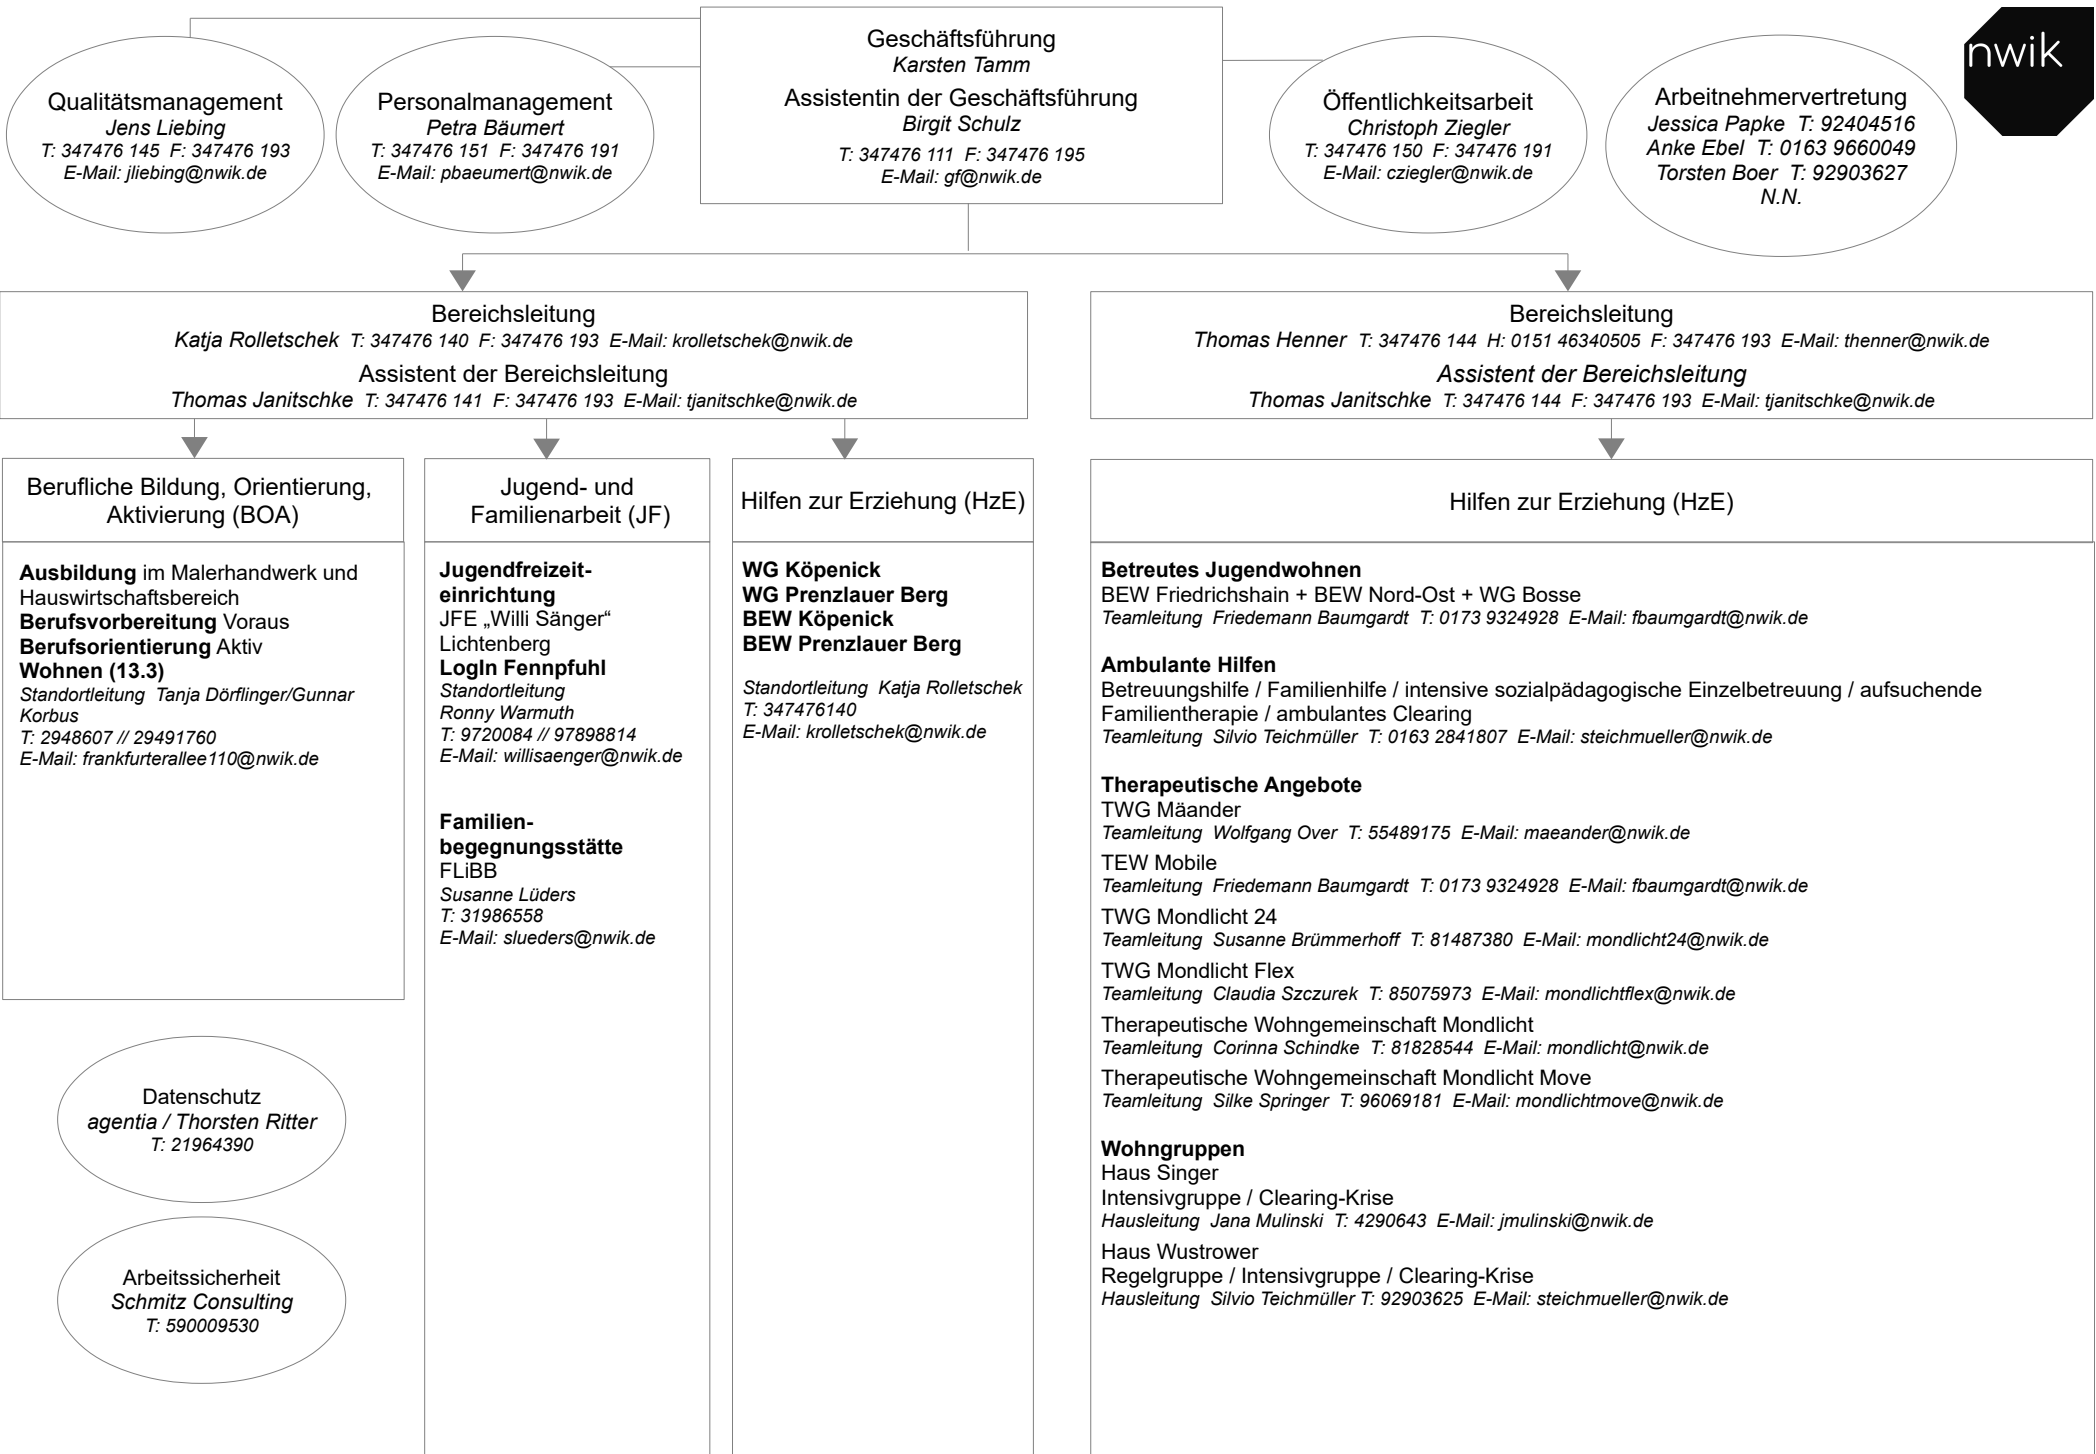 Geschäftsführung
Karsten Tamm
Assistentin der Geschäftsführung
Birgit Schulz
T: 347476 111  F: 347476 195
E-Mail: gf@nwik.de
Qualitätsmanagement
Jens Liebing
T: 347476 145  F: 347476 193
E-Mail: jliebing@nwik.de
Personalmanagement
Petra Bäumert
T: 347476 151  F: 347476 191
E-Mail: pbaeumert@nwik.de
Öffentlichkeitsarbeit
Christoph Ziegler
T: 347476 150  F: 347476 191
E-Mail: cziegler@nwik.de
Arbeitnehmervertretung
Jessica Papke  T: 92404516
Anke Ebel  T: 0163 9660049
Torsten Boer  T: 92903627
N.N.
nwik
Bereichsleitung
Katja Rolletschek  T: 347476 140  F: 347476 193  E-Mail: krolletschek@nwik.de
Assistent der Bereichsleitung
Thomas Janitschke  T: 347476 141  F: 347476 193  E-Mail: tjanitschke@nwik.de
Bereichsleitung
Thomas Henner  T: 347476 144  H: 0151 46340505  F: 347476 193  E-Mail: thenner@nwik.de
Assistent der Bereichsleitung
Thomas Janitschke  T: 347476 144  F: 347476 193  E-Mail: tjanitschke@nwik.de
Berufliche Bildung, Orientierung,
Aktivierung (BOA)
Ausbildung im Malerhandwerk und
Hauswirtschaftsbereich
Berufsvorbereitung Voraus
Berufsorientierung Aktiv
Wohnen (13.3)
Standortleitung  Tanja Dörflinger/Gunnar
Korbus
T: 2948607 // 29491760
E-Mail: frankfurterallee110@nwik.de
Jugend- und
Familienarbeit (JF)
Jugendfreizeit-
einrichtung
JFE „Willi Sänger“
Lichtenberg
LogIn Fennpfuhl
Standortleitung
Ronny Warmuth
T: 9720084 // 97898814
E-Mail: willisaenger@nwik.de
Familien-
begegnungsstätte
FLiBB
Susanne Lüders
T: 31986558
E-Mail: slueders@nwik.de
Hilfen zur Erziehung (HzE)
WG Köpenick
WG Prenzlauer Berg
BEW Köpenick
BEW Prenzlauer Berg
Standortleitung  Katja Rolletschek
T: 347476140
E-Mail: krolletschek@nwik.de
Hilfen zur Erziehung (HzE)
Betreutes Jugendwohnen
BEW Friedrichshain + BEW Nord-Ost + WG Bosse
Teamleitung  Friedemann Baumgardt  T: 0173 9324928  E-Mail: fbaumgardt@nwik.de
Ambulante Hilfen
Betreuungshilfe / Familienhilfe / intensive sozialpädagogische Einzelbetreuung / aufsuchende
Familientherapie / ambulantes Clearing
Teamleitung  Silvio Teichmüller  T: 0163 2841807  E-Mail: steichmueller@nwik.de
Therapeutische Angebote
TWG Mäander
Teamleitung  Wolfgang Over  T: 55489175  E-Mail: maeander@nwik.de
TEW Mobile
Teamleitung  Friedemann Baumgardt  T: 0173 9324928  E-Mail: fbaumgardt@nwik.de
TWG Mondlicht 24
Teamleitung  Susanne Brümmerhoff  T: 81487380  E-Mail: mondlicht24@nwik.de
TWG Mondlicht Flex
Teamleitung  Claudia Szczurek  T: 85075973  E-Mail: mondlichtflex@nwik.de
Therapeutische Wohngemeinschaft Mondlicht
Teamleitung  Corinna Schindke  T: 81828544  E-Mail: mondlicht@nwik.de
Therapeutische Wohngemeinschaft Mondlicht Move
Teamleitung  Silke Springer  T: 96069181  E-Mail: mondlichtmove@nwik.de
Wohngruppen
Haus Singer
Intensivgruppe / Clearing-Krise
Hausleitung  Jana Mulinski  T: 4290643  E-Mail: jmulinski@nwik.de
Haus Wustrower
Regelgruppe / Intensivgruppe / Clearing-Krise
Hausleitung  Silvio Teichmüller T: 92903625  E-Mail: steichmueller@nwik.de
Datenschutz
agentia / Thorsten Ritter
T: 21964390
Arbeitssicherheit
Schmitz Consulting
T: 590009530